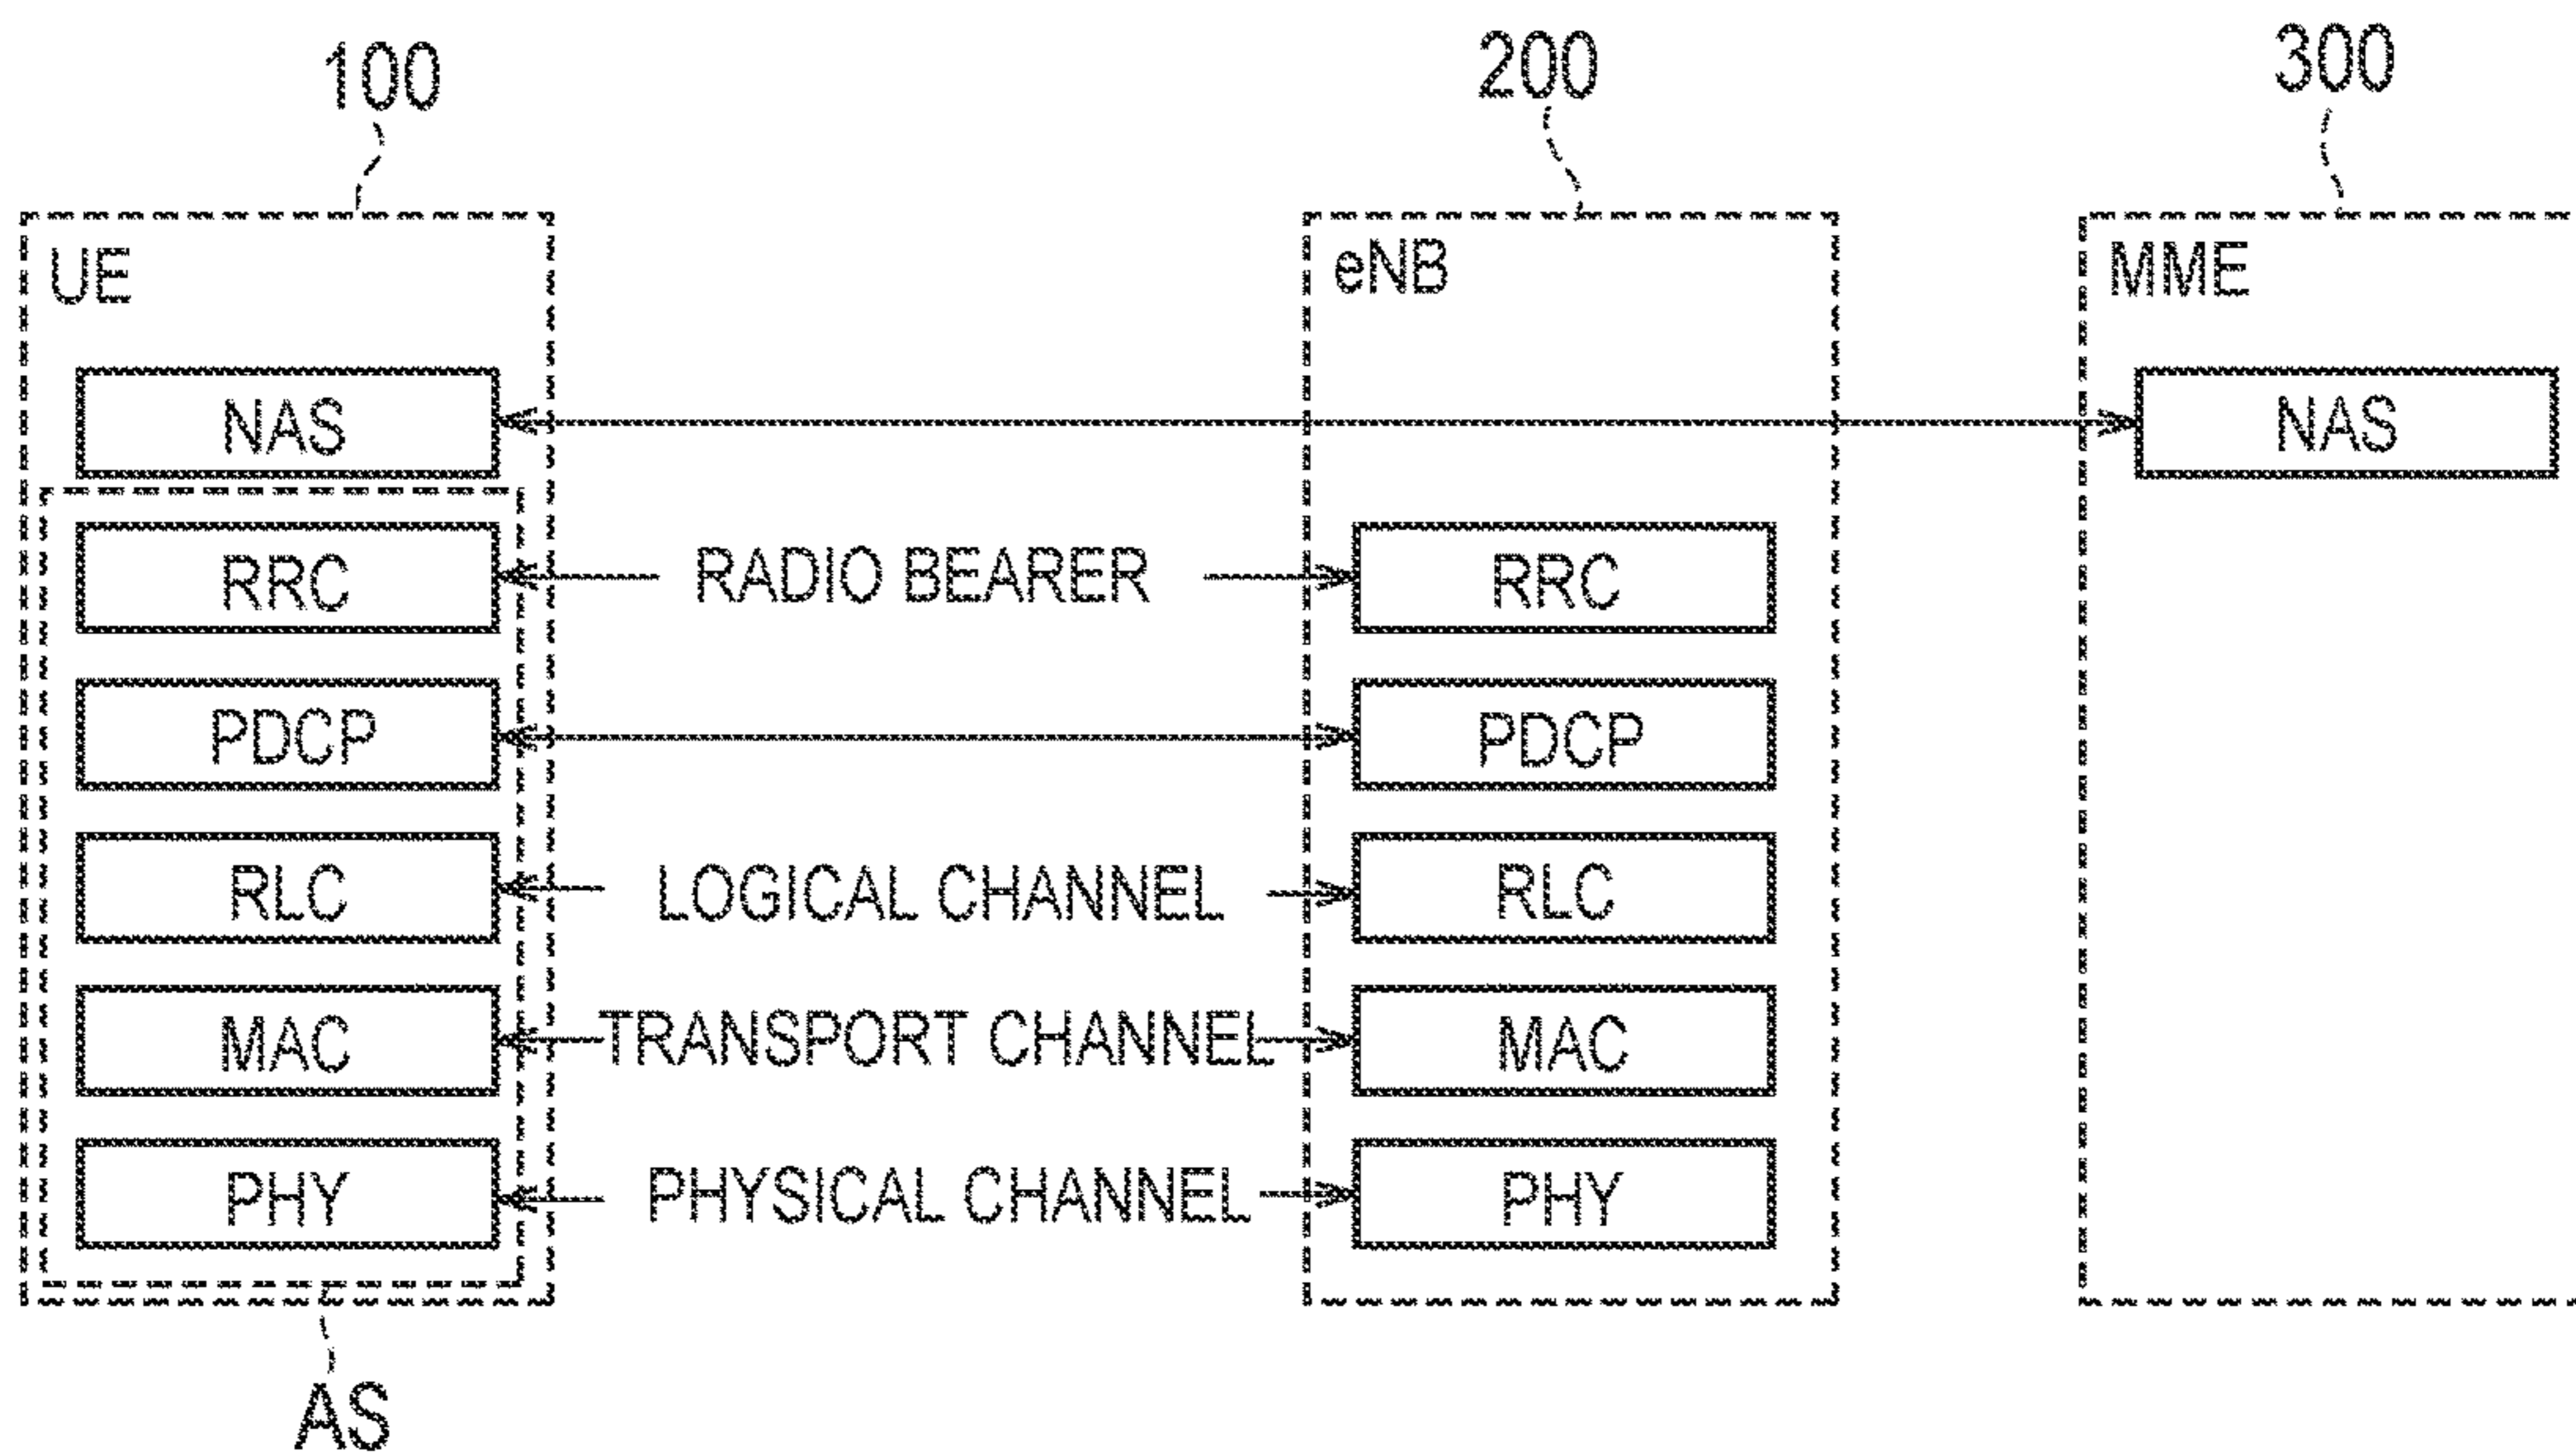 100 200 300
UE eNB MME
NAS NAS
RRC RADIO BEARER RRC
PDCP PDCP
RLC LOGICAL CHANNEL RLC
MAC TRANSPORT CHANNEL MAC
PHY PHYSICAL CHANNEL PHY
AS